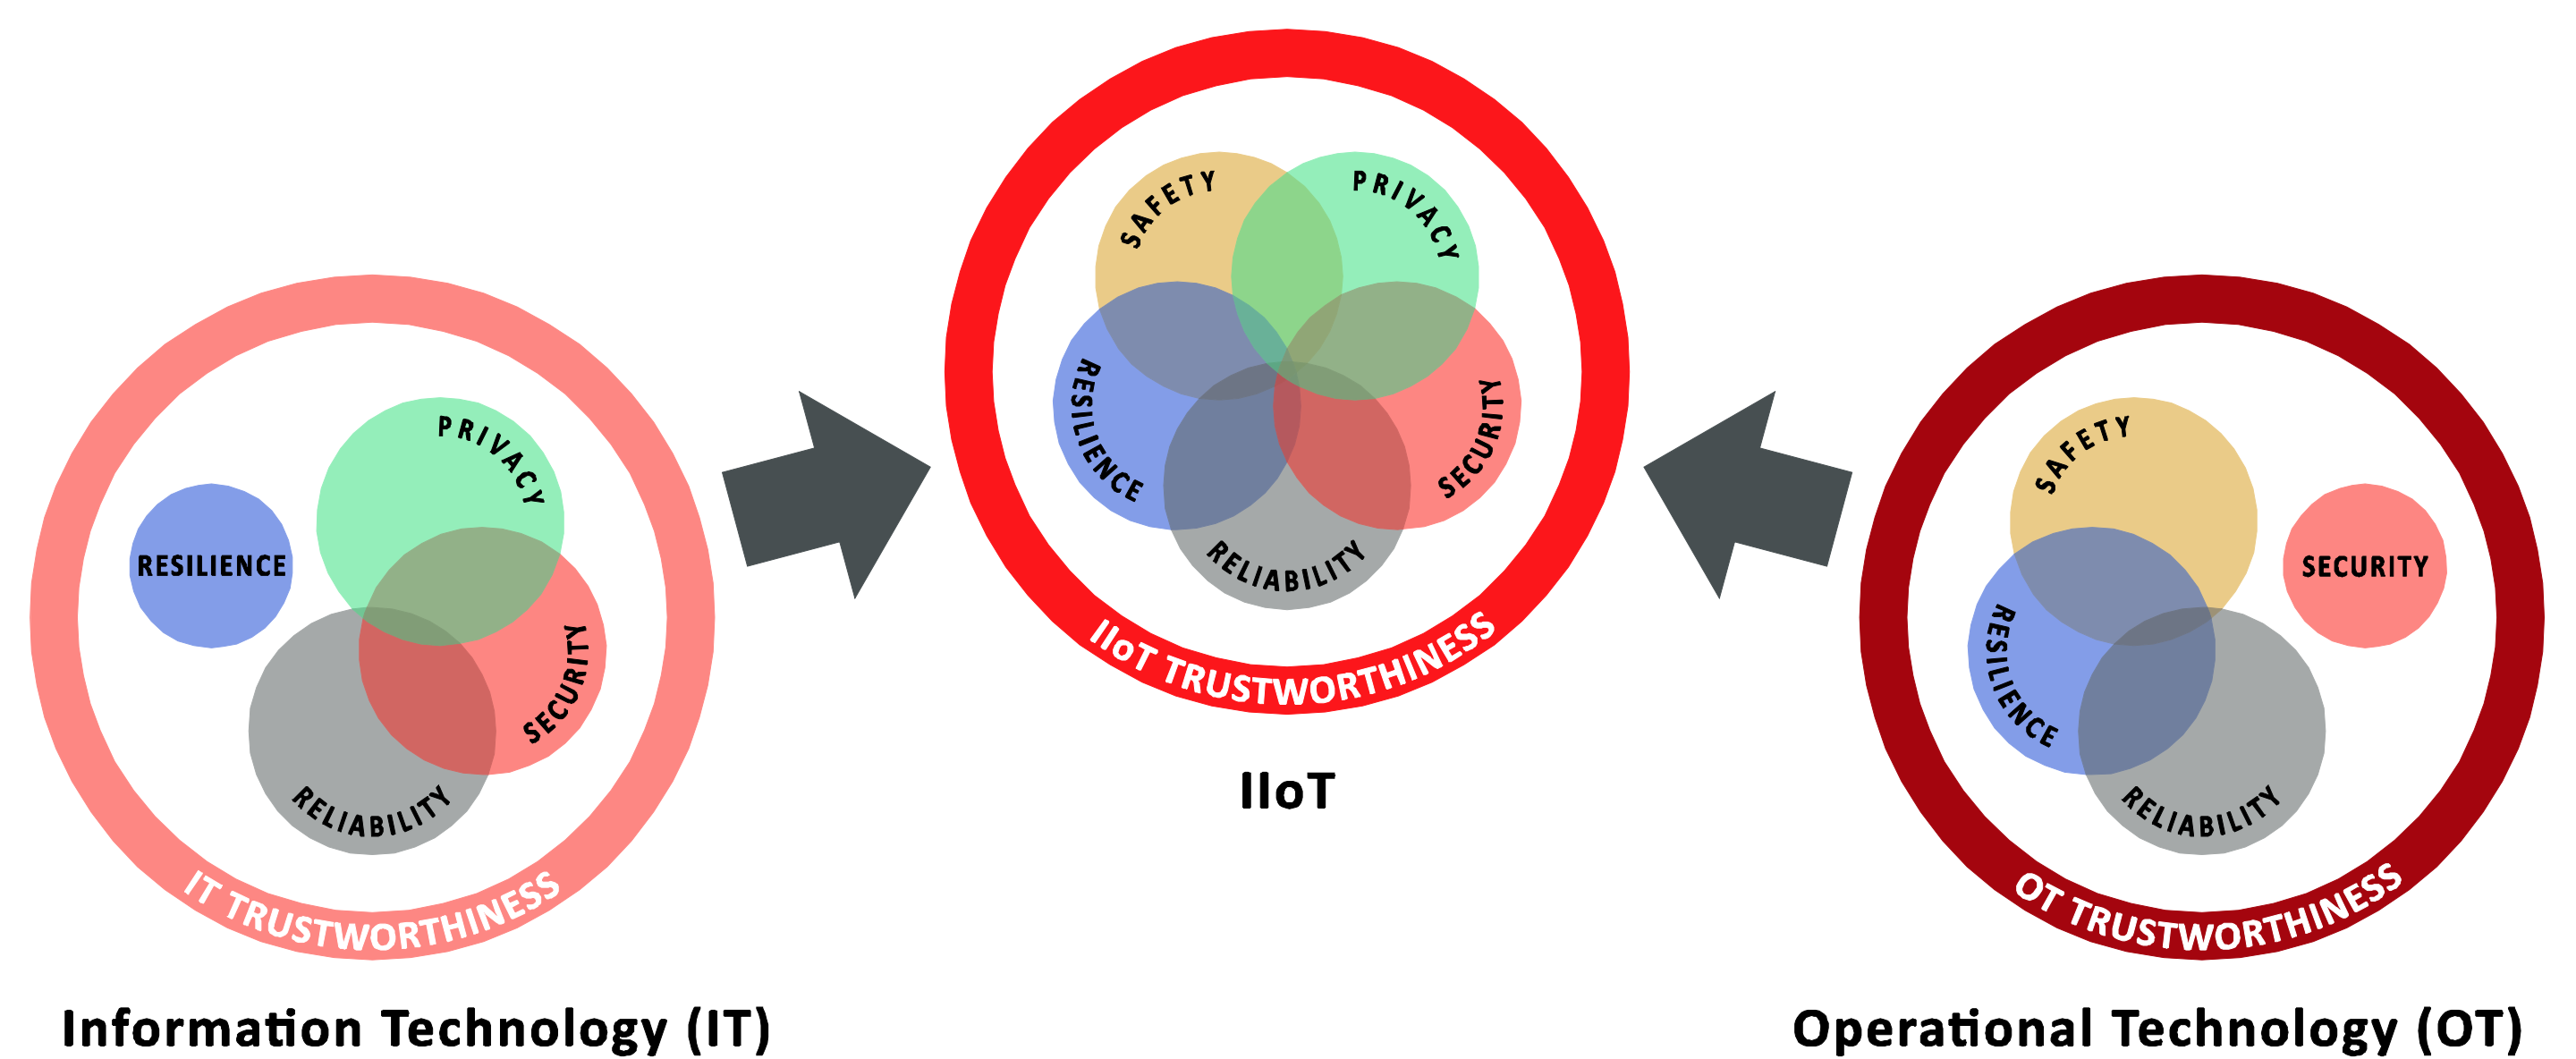 RESILIENCE
PRIVACY
SECURITY
RELIABILITY
IT TRUSTWORTHINESS
Information Technology (IT)
SAFETY
PRIVACY
RESILIENCE
SECURITY
RELIABILITY
IIoT TRUSTWORTHINESS
IIoT
SAFETY
SECURITY
RESILIENCE
RELIABILITY
OT TRUSTWORTHINESS
Operational Technology (OT)